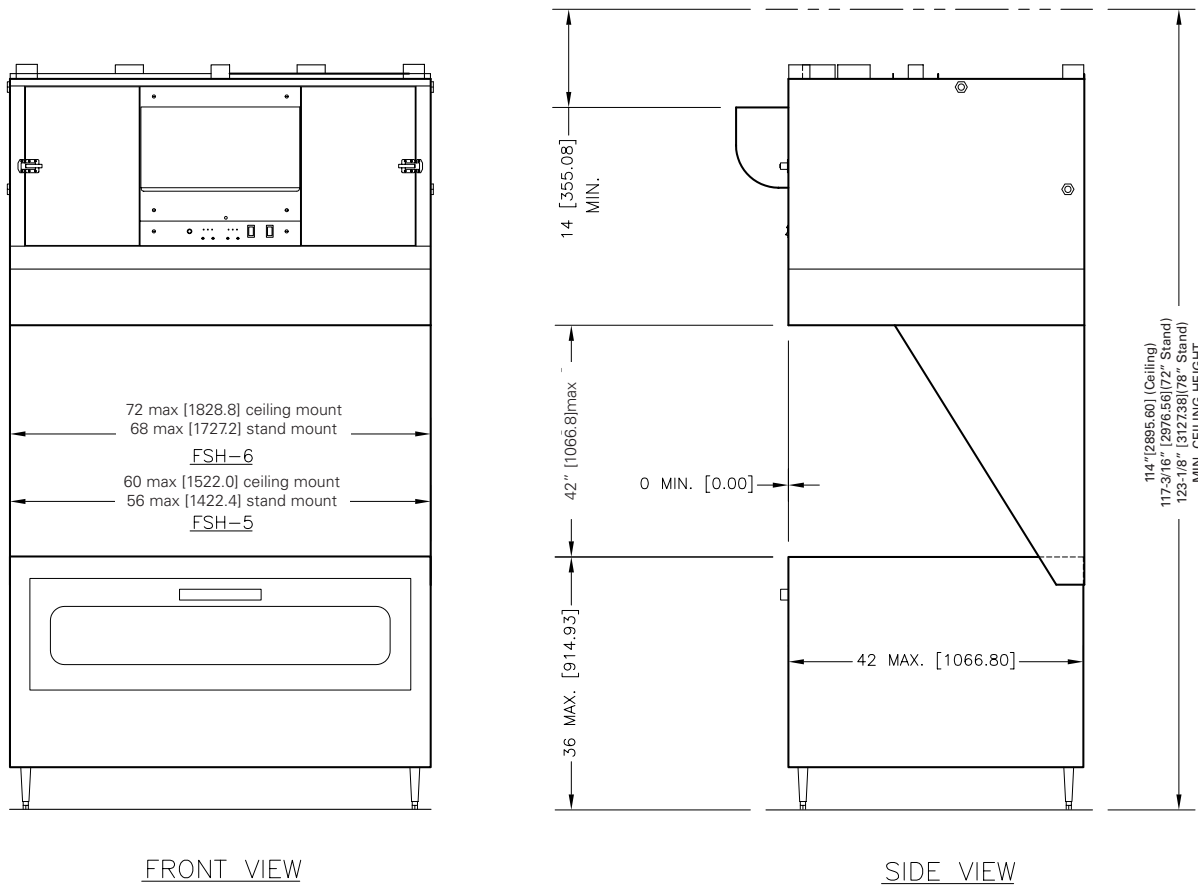 72 max [1828.8] ceiling mount
68 max [1727.2] stand mount
FSH-6
60 max [1522.0] ceiling mount
56 max [1422.4] stand mount
FSH-5
FRONT VIEW
14 [355.08]
MIN.
42" [1066.8]max
0 MIN. [0.00]
36 MAX. [914.93]
42 MAX. [1066.80]
114"[2895.60] (Ceiling)
117-3/16" [2976.56](72" Stand)
123-1/8" [3127.38](78" Stand)
MIN. CEILING HEIGHT
SIDE VIEW